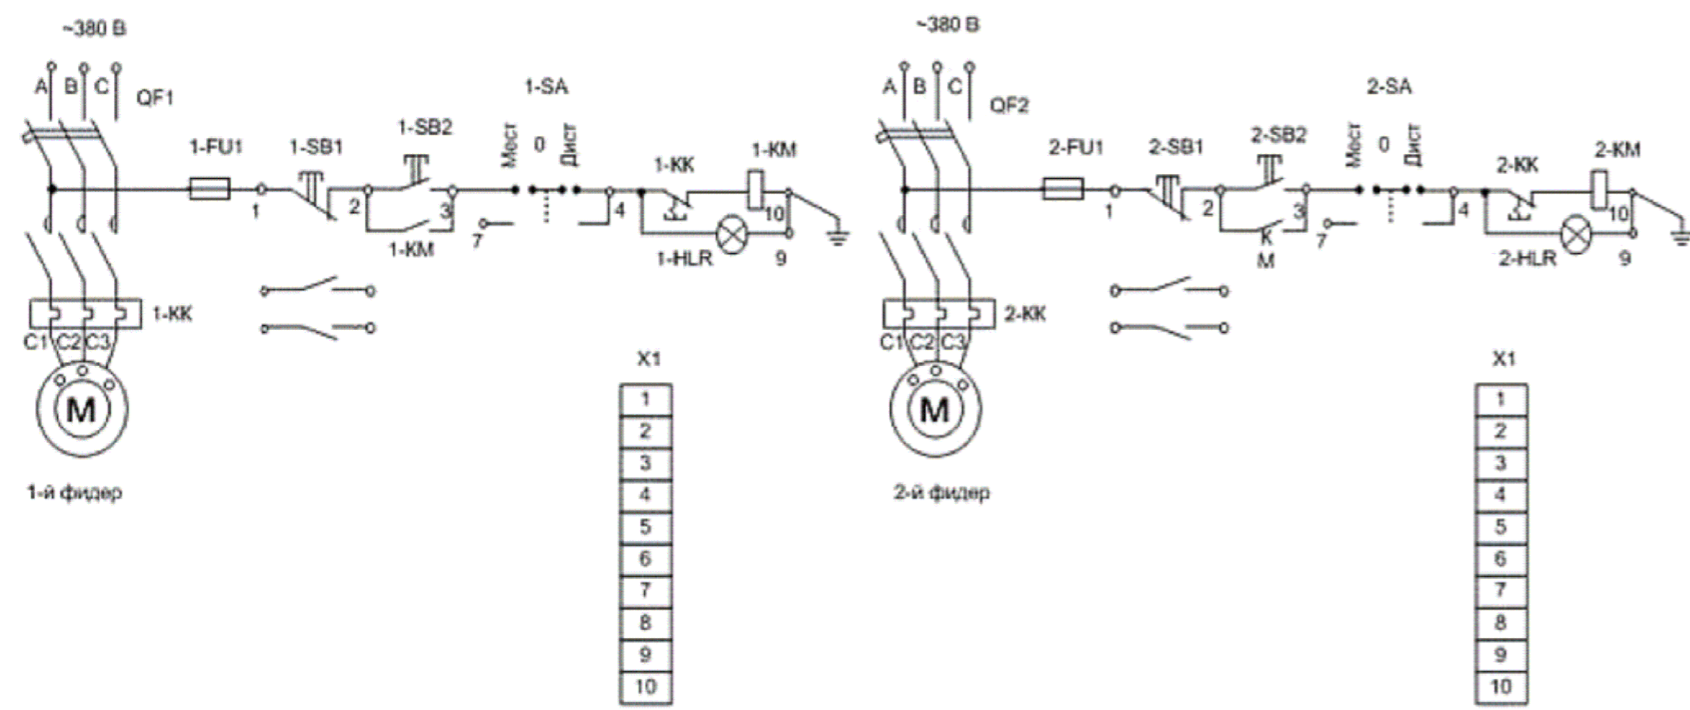 ~380 В
A B C
QF1
1-SA
1-FU1
1-SB1
1-SB2
Мест
0
Дист
1-KK
1-KM
1
2
3
4
7
10
1-KM
1-HLR
9
1-KK
C1 C2 C3
M
1-й фидер
X1
1
2
3
4
5
6
7
8
9
10
~380 В
A B C
QF2
2-SA
2-FU1
2-SB1
2-SB2
Мест
0
Дист
2-KK
2-KM
1
2
3
4
7
10
К
М
2-HLR
9
2-KK
C1 C2 C3
M
2-й фидер
X1
1
2
3
4
5
6
7
8
9
10